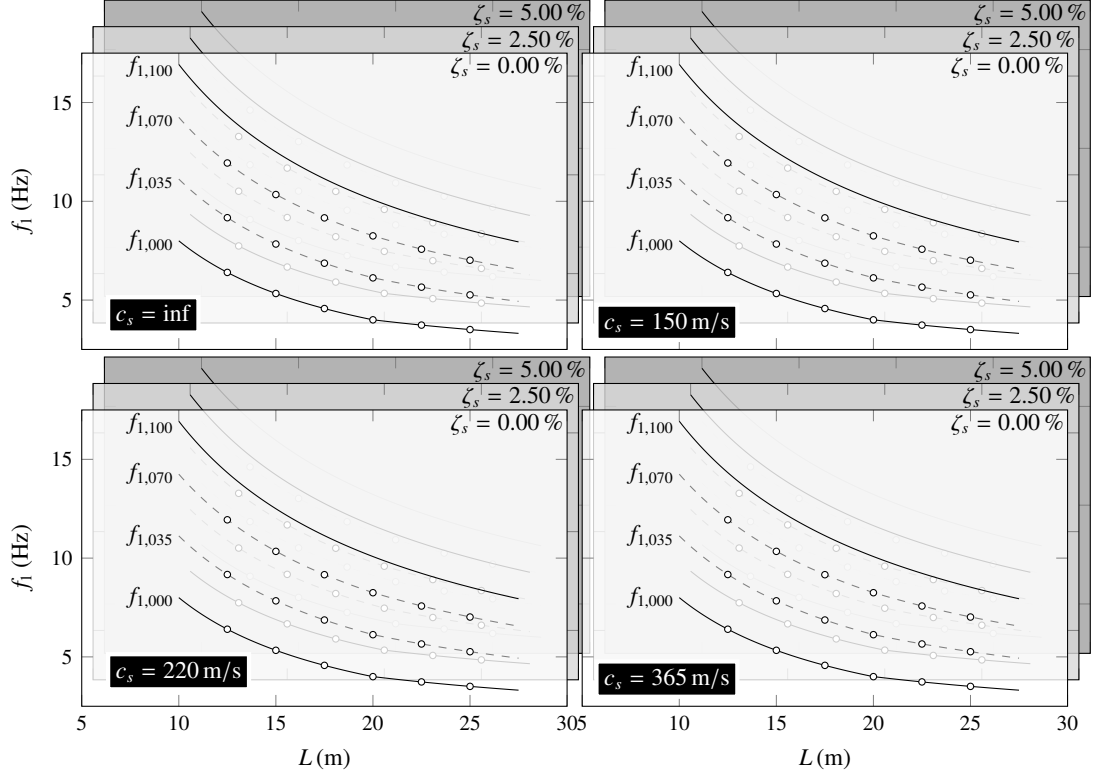 ζs = 5.00 % ζs = 5.00 %
ζs = 2.50 % ζs = 2.50 %
ζs = 0.00 % ζs = 0.00 %
f1,100 f1,100
15
f1,070 f1,070
f1,035 f1,035
10
f1 (Hz)
f1,000 f1,000
5
cs = inf cs = 150 m/s
ζs = 5.00 % ζs = 5.00 %
ζs = 2.50 % ζs = 2.50 %
ζs = 0.00 % ζs = 0.00 %
f1,100 f1,100
15
f1,070 f1,070
f1,035 f1,035
10
f1 (Hz)
f1,000 f1,000
5
cs = 220 m/s cs = 365 m/s
5 10 15 20 25 30 5 10 15 20 25 30
L (m) L (m)